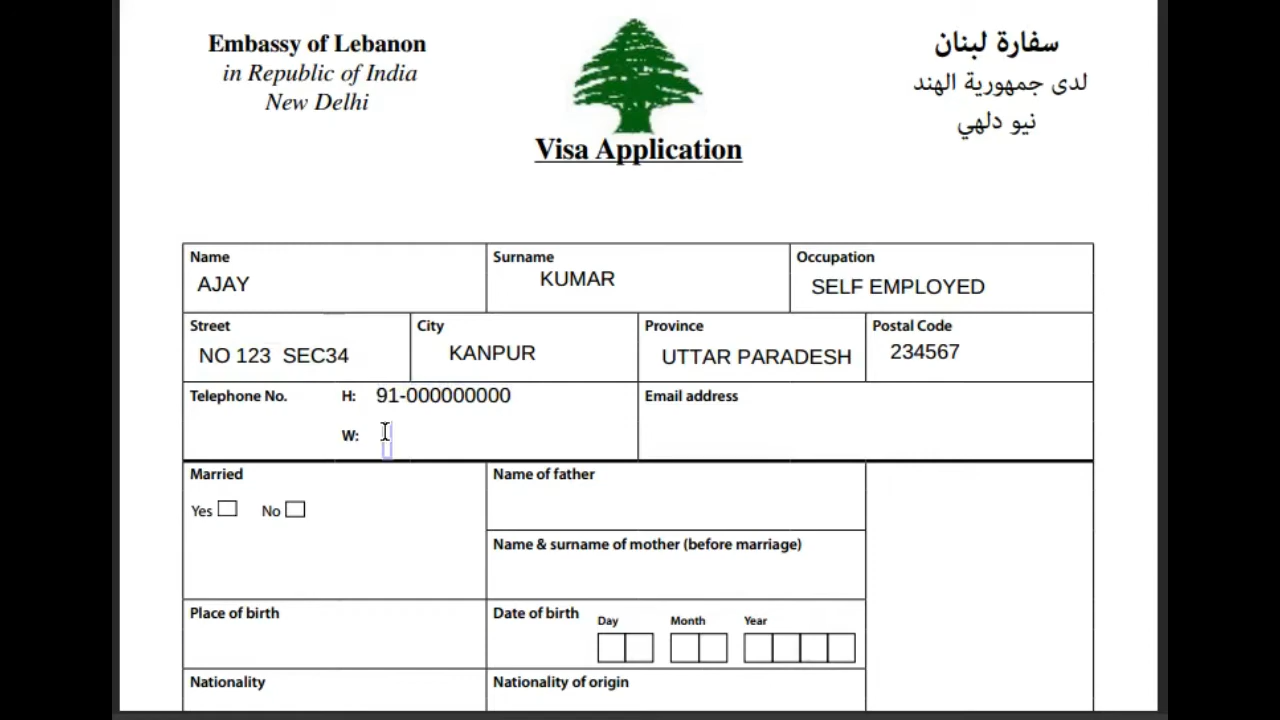 Embassy of Lebanon
in Republic of India
New Delhi
سفارة لبنان
لدى جمهورية الهند
نيو دلهي
Visa Application
Name
AJAY
Surname
KUMAR
Occupation
SELF EMPLOYED
Street
NO 123 SEC34
City
KANPUR
Province
UTTAR PARADESH
Postal Code
234567
Telephone No. H: 91-000000000
W:
Email address
Married
Yes No
Name of father
Name & surname of mother (before marriage)
Place of birth
Date of birth Day Month Year
Nationality
Nationality of origin